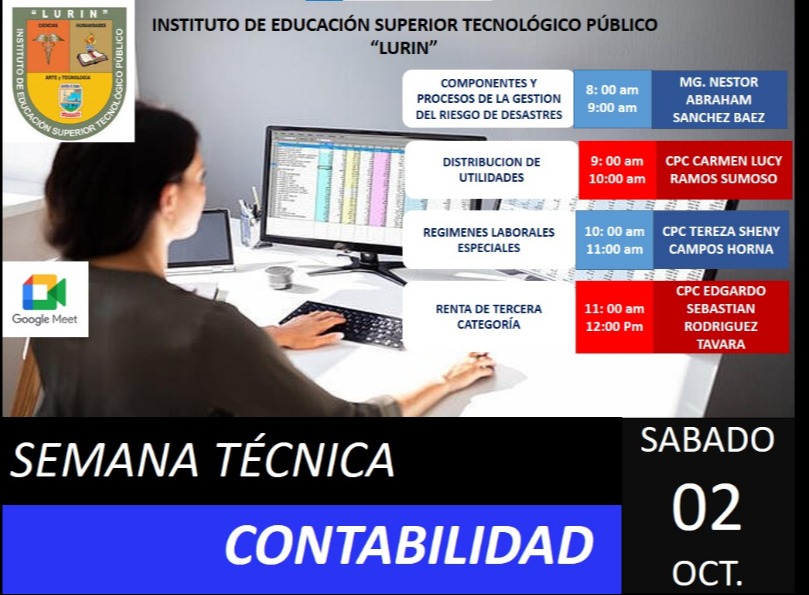 INSTITUTO DE EDUCACIÓN SUPERIOR TECNOLÓGICO PÚBLICO
“LURIN”
"LURIN"
CIENCIAS
HUMANIDADES
ARTE y TECNOLOGÍA
INSTITUTO DE EDUCACIÓN SUPERIOR TECNOLÓGICO PÚBLICO
COMPONENTES Y
PROCESOS DE LA GESTION
DEL RIESGO DE DESASTRES
8: 00 am
9:00 am
MG. NESTOR
ABRAHAM
SANCHEZ BAEZ
DISTRIBUCION DE
UTILIDADES
9: 00 am
10:00 am
CPC CARMEN LUCY
RAMOS SUMOSO
REGIMENES LABORALES
ESPECIALES
10: 00 am
11:00 am
CPC TEREZA SHENY
CAMPOS HORNA
RENTA DE TERCERA
CATEGORÍA
11: 00 am
12:00 Pm
CPC EDGARDO
SEBASTIAN
RODRIGUEZ
TAVARA
Google Meet
SEMANA TÉCNICA
CONTABILIDAD
SABADO
02
OCT.